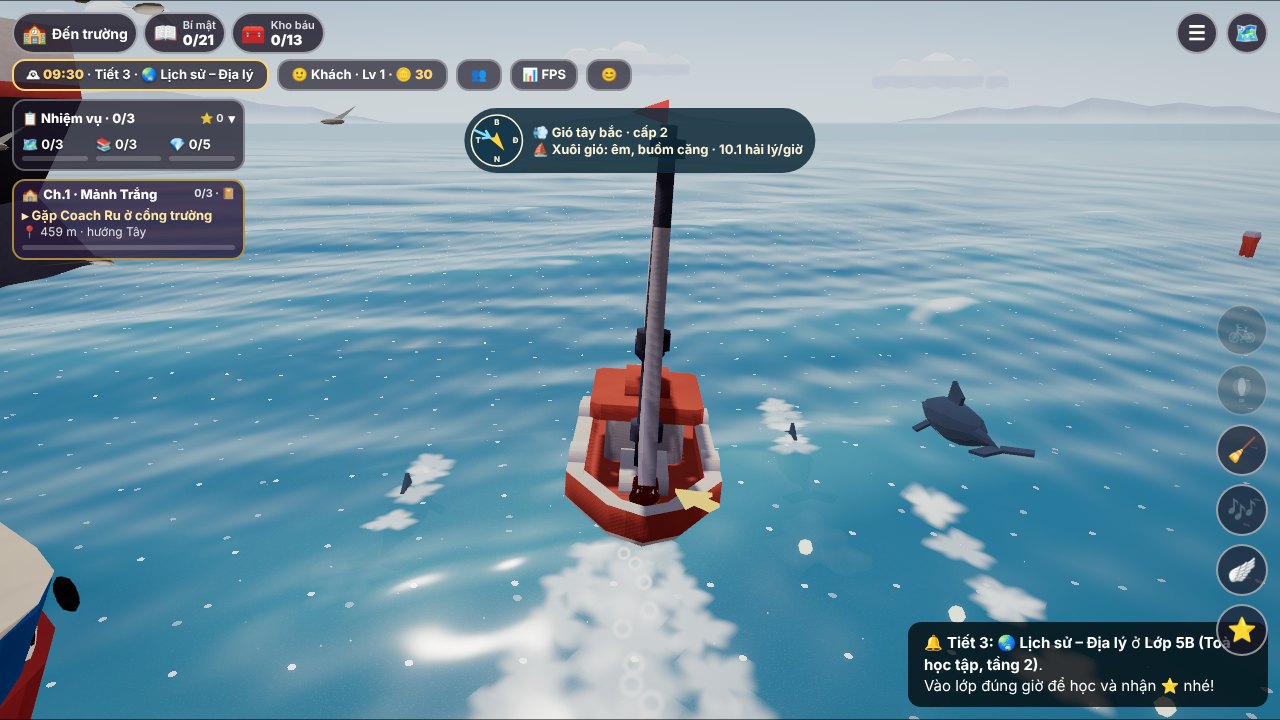 Đến trường
Bí mật
0/21
Kho báu
0/13
09:30 · Tiết 3 · Lịch sử – Địa lý
Khách · Lv 1 · 30
FPS
Nhiệm vụ · 0/3
0 ▾
0/3
0/3
0/5
Ch.1 · Mảnh Trắng
0/3 ·
▸ Gặp Coach Ru ở cổng trường
459 m · hướng Tây
B
T
Đ
N
Gió tây bắc · cấp 2
Xuôi gió: êm, buồm căng · 10.1 hải lý/giờ
Tiết 3: Lịch sử – Địa lý ở Lớp 5B (Toà
học tập, tầng 2).
Vào lớp đúng giờ để học và nhận ⭐ nhé!